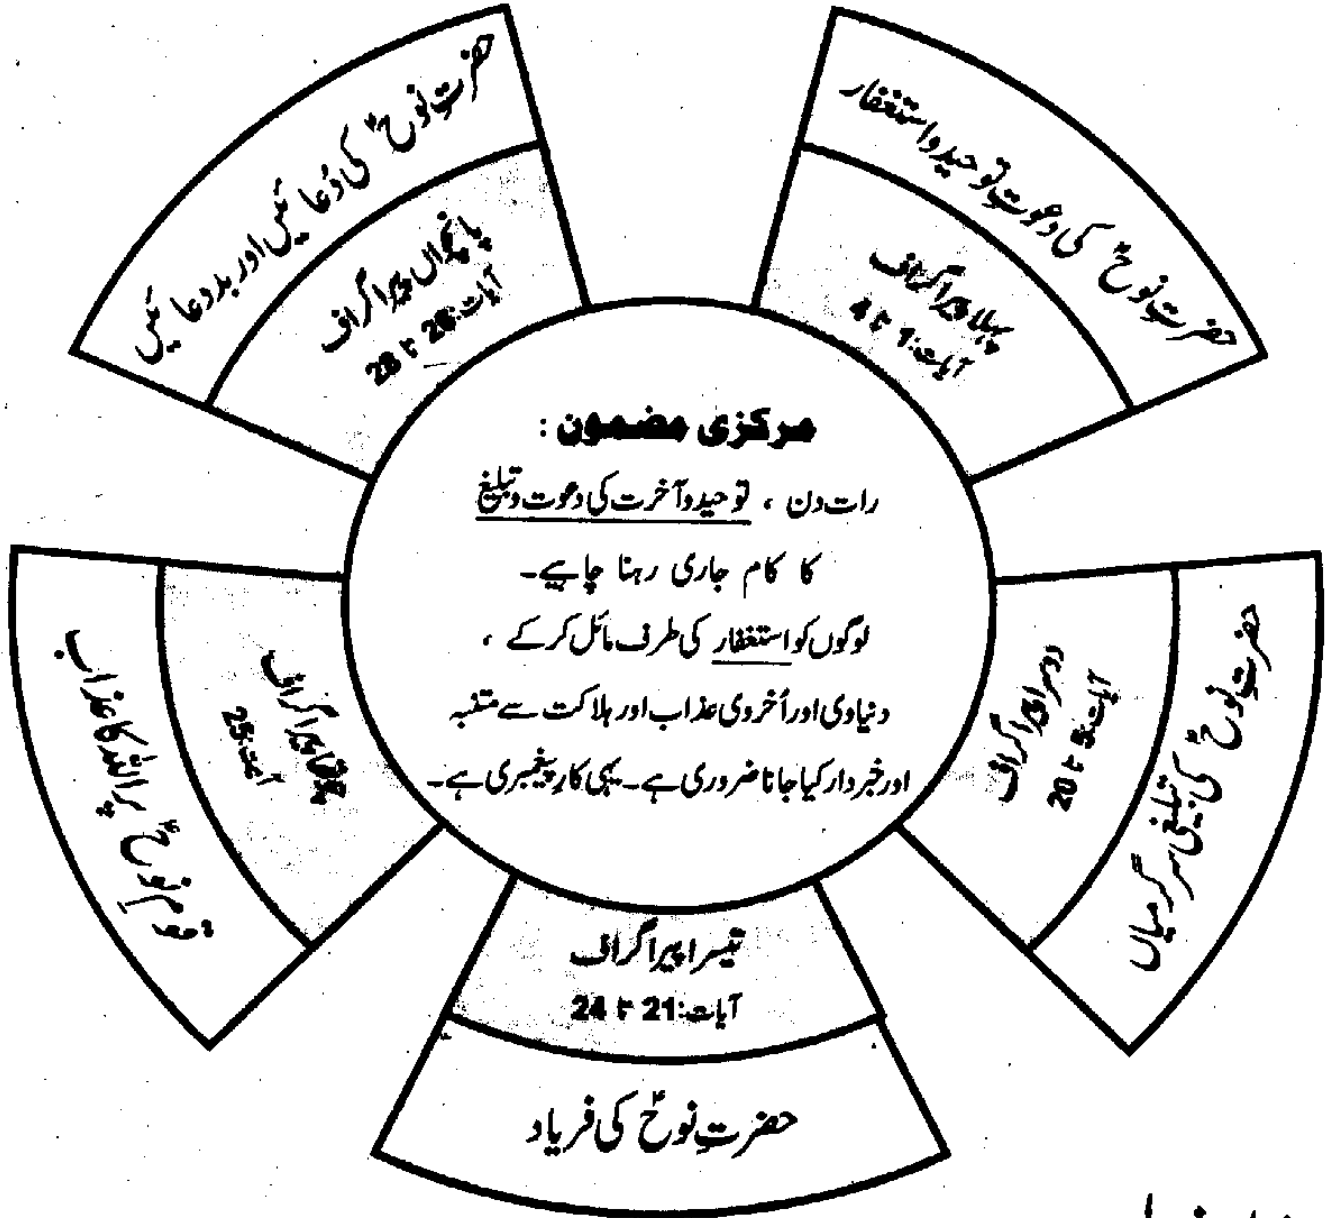 مرکزی مضمون :
رات دن ، توحید و آخرت کی دعوت و تبلیغ
کا کام جاری رہنا چاہیے۔
لوگوں کو استغفار کی طرف مائل کر کے ،
دنیاوی اور اُخروی عذاب اور ہلاکت سے متنبہ
اور خبردار کیا جانا ضروری ہے۔ یہی کارِ پیغمبری ہے۔
حضرتِ نوحؑ کی دعوتِ توحید و استغفار
پہلا پیراگراف
آیات:1 تا 4
حضرتِ نوحؑ کی تبلیغی سرگرمیاں
دوسرا پیراگراف
آیات:5 تا 20
تیسرا پیراگراف
آیات:21 تا 24
حضرتِ نوحؑ کی فریاد
قومِ نوحؑ پر اللہ کا عذاب
چوتھا پیراگراف
آیت:25
حضرتِ نوحؑ کی دُعائیں اور بددعائیں
پانچواں پیراگراف
آیات:26 تا 28